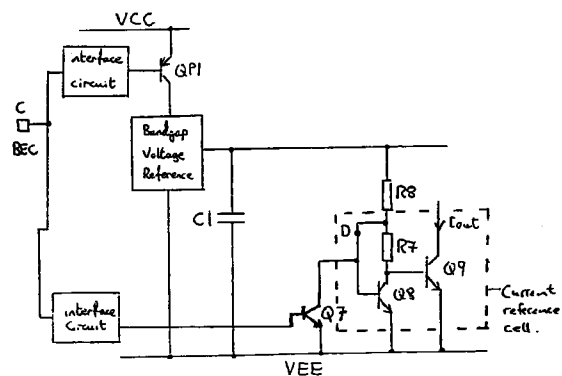 VCC
interface
circuit
QP1
C
BEC
Bandgap
Voltage
Reference
C1
R8
D
R7
Iout
Q8
Q9
Current
reference
cell.
interface
Circuit
Q7
VEE